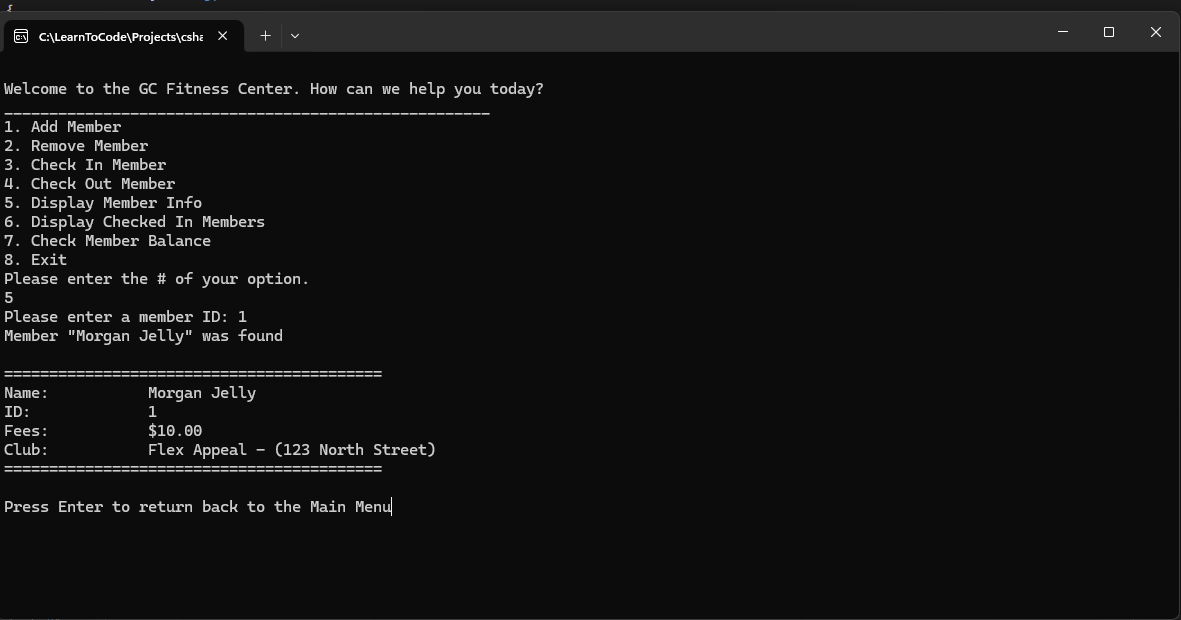 C:\LearnToCode\Projects\csha
Welcome to the GC Fitness Center. How can we help you today?
______________________________________________________
1. Add Member
2. Remove Member
3. Check In Member
4. Check Out Member
5. Display Member Info
6. Display Checked In Members
7. Check Member Balance
8. Exit
Please enter the # of your option.
5
Please enter a member ID: 1
Member "Morgan Jelly" was found
==========================================
Name: Morgan Jelly
ID: 1
Fees: $10.00
Club: Flex Appeal - (123 North Street)
==========================================
Press Enter to return back to the Main Menu